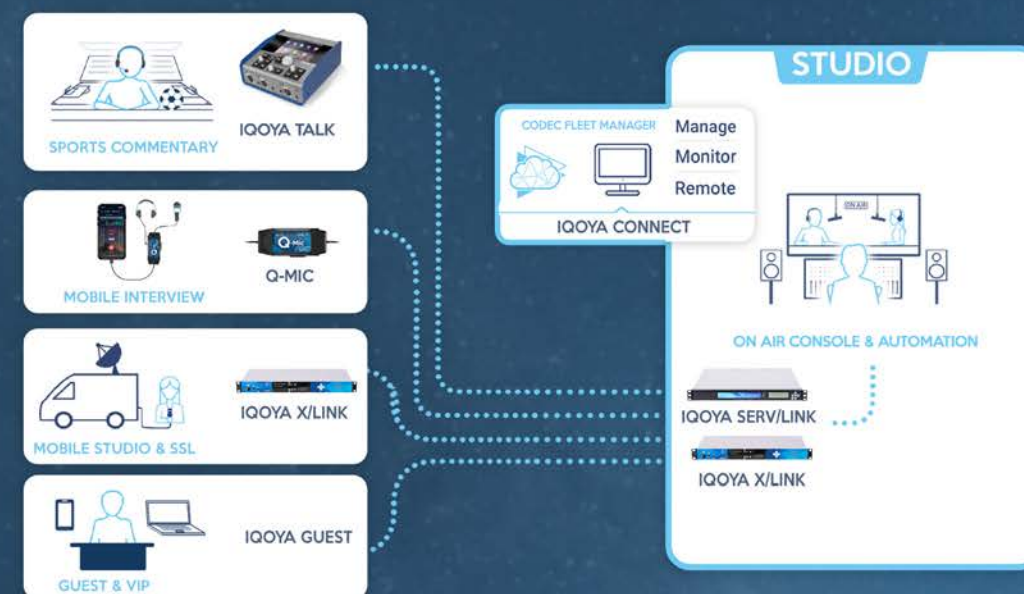 SPORTS COMMENTARY
IQOYA TALK
MOBILE INTERVIEW
Q-Mic
Q-MIC
MOBILE STUDIO & SSL
IQOYA X/LINK
GUEST & VIP
IQOYA GUEST
CODEC FLEET MANAGER
Manage
Monitor
Remote
IQOYA CONNECT
STUDIO
ON AIR
ON AIR CONSOLE & AUTOMATION
IQOYA SERV/LINK
IQOYA X/LINK